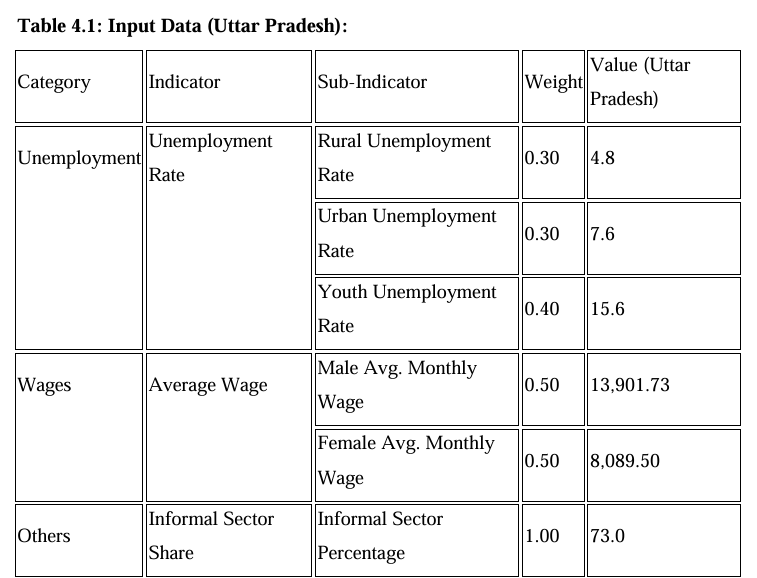 Table 4.1: Input Data (Uttar Pradesh):
Category Indicator Sub-Indicator Weight Value (Uttar
Pradesh)
Unemployment Unemployment
Rate Rural Unemployment
Rate 0.30 4.8
Urban Unemployment
Rate 0.30 7.6
Youth Unemployment
Rate 0.40 15.6
Wages Average Wage Male Avg. Monthly
Wage 0.50 13,901.73
Female Avg. Monthly
Wage 0.50 8,089.50
Others Informal Sector
Share Informal Sector
Percentage 1.00 73.0